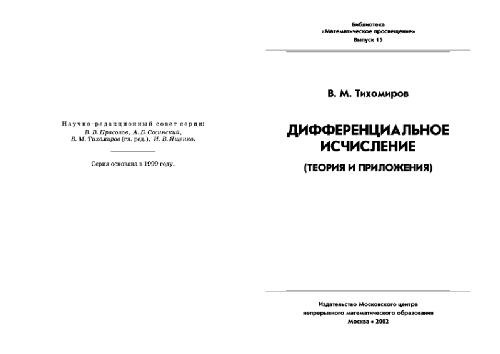 Научно-редакционный совет серии:
В. В. Прасолов, А. Б. Сосинский,
В. М. Тихомиров (гл. ред.), И. В. Ященко.
Серия основана в 1999 году.
Библиотека
«Математическое просвещение»
Выпуск 15
В. М. Тихомиров
ДИФФЕРЕНЦИАЛЬНОЕ
ИСЧИСЛЕНИЕ
(ТЕОРИЯ И ПРИЛОЖЕНИЯ)
Издательство Московского центра
непрерывного математического образования
Москва • 2002